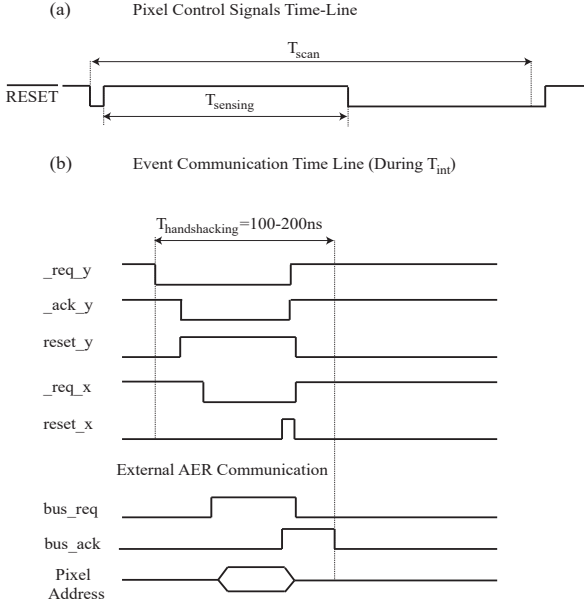 (a) Pixel Control Signals Time-Line
T_scan
RESET
T_sensing
(b) Event Communication Time Line (During T_int)
T_handshacking=100-200ns
_req_y
_ack_y
reset_y
_req_x
reset_x
External AER Communication
bus_req
bus_ack
Pixel
Address